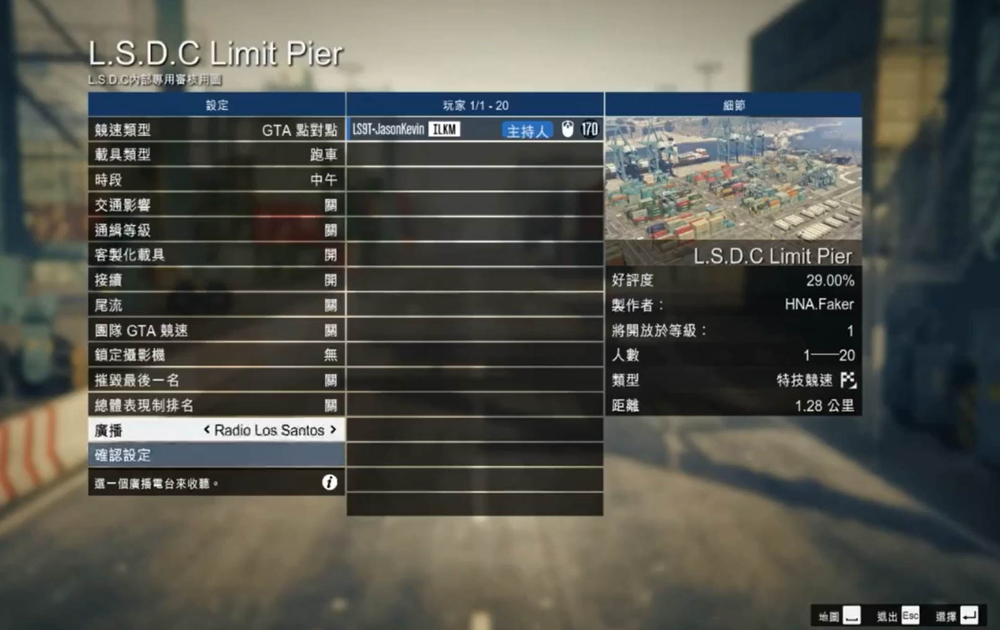 L.S.D.C Limit Pier
L.S.D.C內部專用審核用圖
設定
競速類型 GTA 點對點
載具類型 跑車
時段 中午
交通影響 關
通緝等級 關
客製化載具 開
接續 開
尾流 關
團隊 GTA 競速 關
鎖定攝影機 無
摧毀最後一名 關
總體表現制排名 關
廣播 < Radio Los Santos >
確認設定
選一個廣播電台來收聽。
玩家 1/1 - 20
LS9T-JasonKevin ILKM 主持人 170
細節
L.S.D.C Limit Pier
好評度 29.00%
製作者： HNA.Faker
將開放於等級： 1
人數 1——20
類型 特技競速
距離 1.28 公里
地圖 退出 Esc 選擇